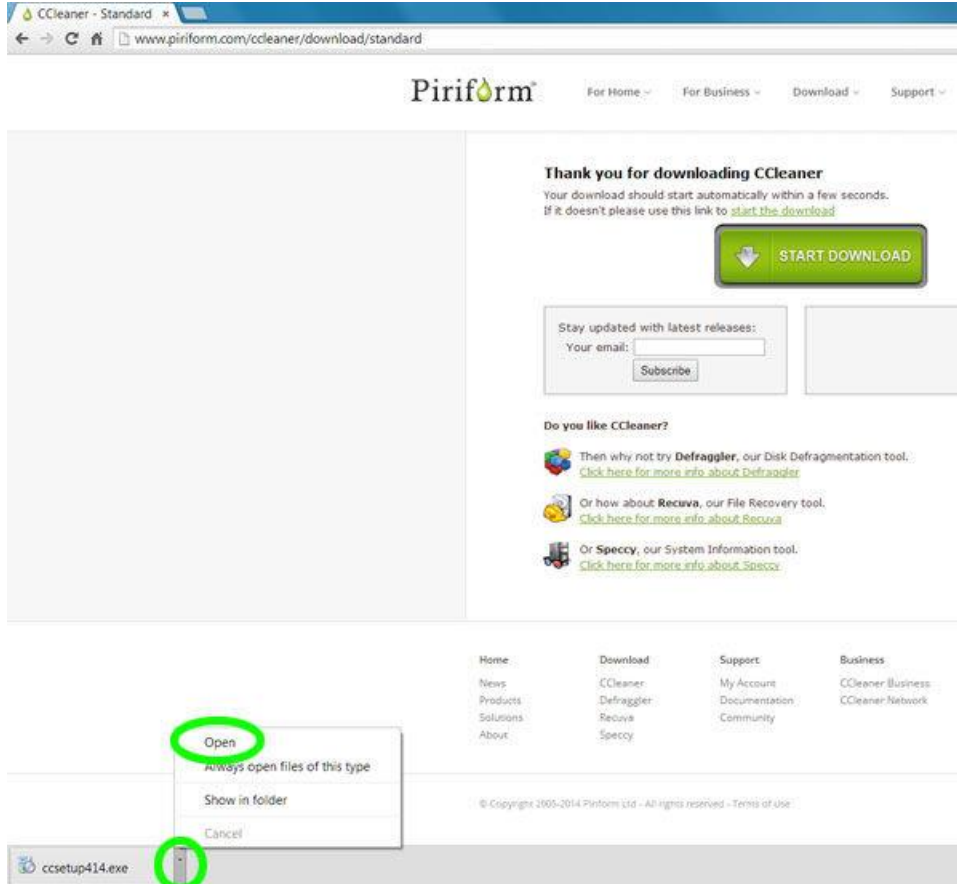 CCleaner - Standard
www.piriform.com/ccleaner/download/standard
Piriform
For Home
For Business
Download
Support
Thank you for downloading CCleaner
Your download should start automatically within a few seconds.
If it doesn't please use this link to start the download
START DOWNLOAD
Stay updated with latest releases:
Your email:
Subscribe
Do you like CCleaner?
Then why not try Defraggler, our Disk Defragmentation tool.
Click here for more info about Defraggler
Or how about Recuva, our File Recovery tool.
Click here for more info about Recuva
Or Speccy, our System Information tool.
Click here for more info about Speccy
Home
News
Products
Solutions
About
Download
CCleaner
Defraggler
Recuva
Speccy
Support
My Account
Documentation
Community
Business
CCleaner Business
CCleaner Network
© Copyright 2005-2014 Piriform Ltd - All rights reserved - Terms of Use
Open
Always open files of this type
Show in folder
Cancel
ccsetup414.exe